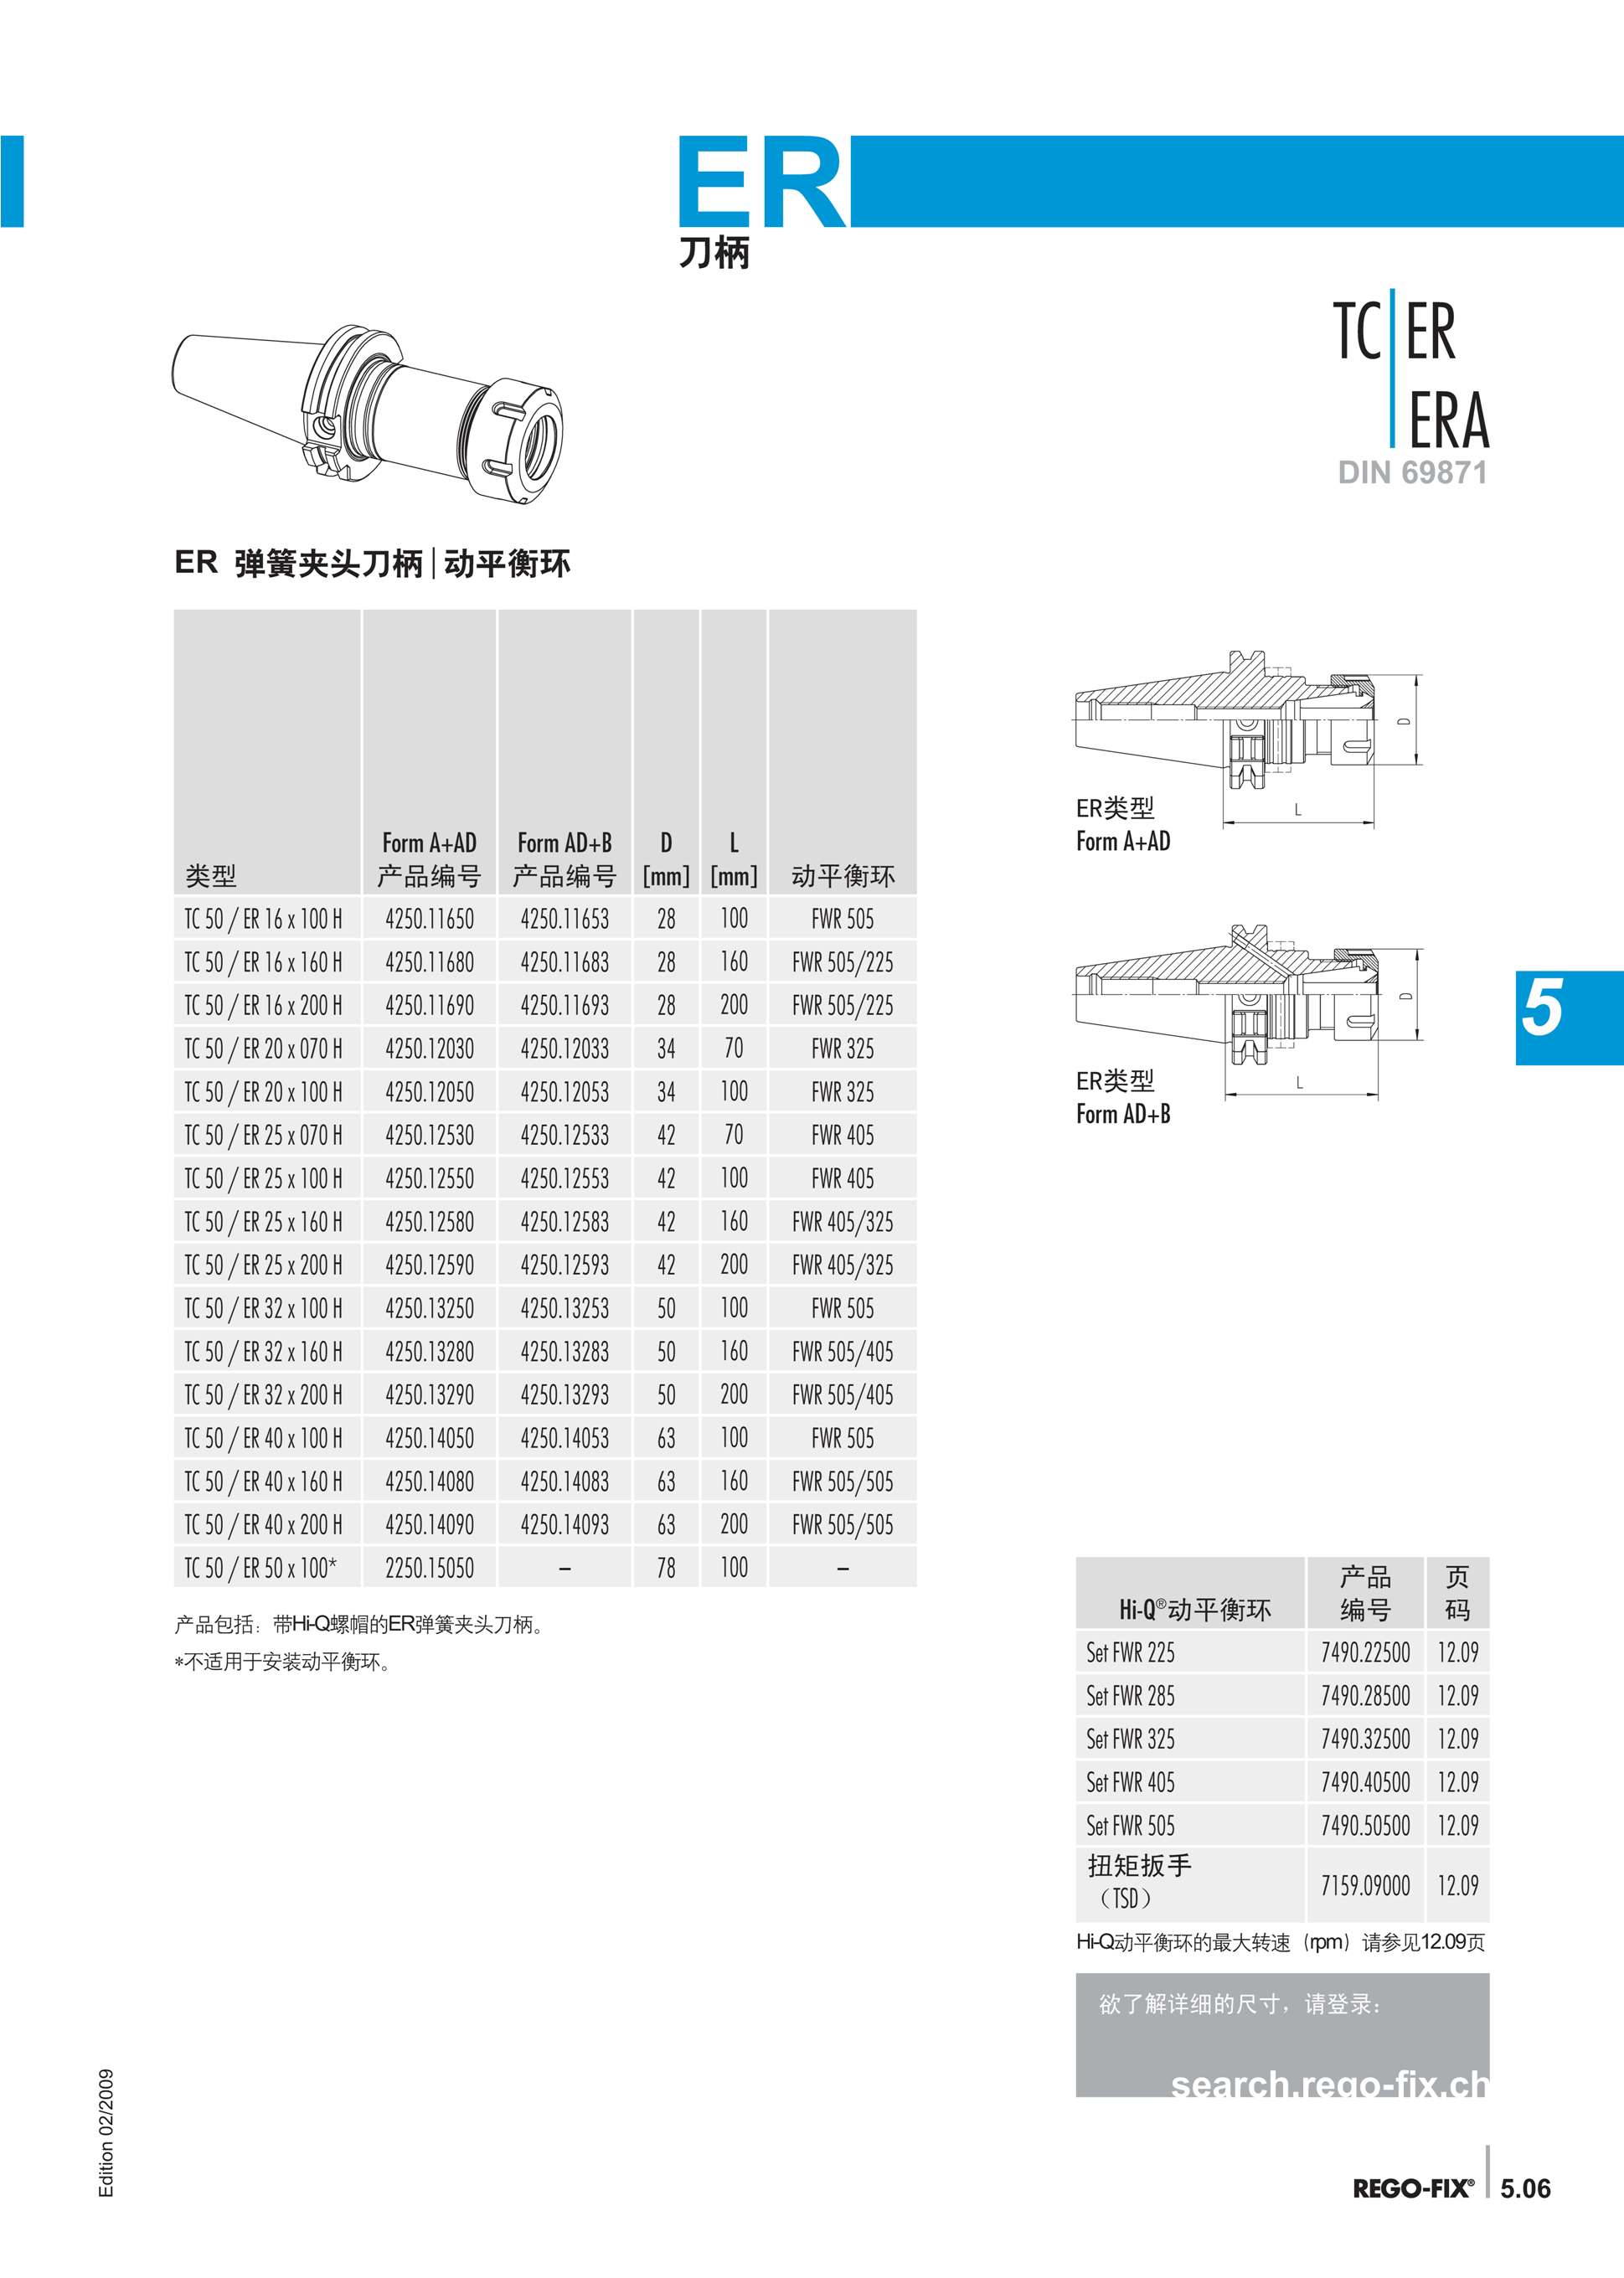 ER
刀柄
TC ER
ERA
DIN 69871
ER 弹簧夹头刀柄|动平衡环
类型 Form A+AD 产品编号 Form AD+B 产品编号 D [mm] L [mm] 动平衡环
TC 50 / ER 16 x 100 H 4250.11650 4250.11653 28 100 FWR 505
TC 50 / ER 16 x 160 H 4250.11680 4250.11683 28 160 FWR 505/225
TC 50 / ER 16 x 200 H 4250.11690 4250.11693 28 200 FWR 505/225
TC 50 / ER 20 x 070 H 4250.12030 4250.12033 34 70 FWR 325
TC 50 / ER 20 x 100 H 4250.12050 4250.12053 34 100 FWR 325
TC 50 / ER 25 x 070 H 4250.12530 4250.12533 42 70 FWR 405
TC 50 / ER 25 x 100 H 4250.12550 4250.12553 42 100 FWR 405
TC 50 / ER 25 x 160 H 4250.12580 4250.12583 42 160 FWR 405/325
TC 50 / ER 25 x 200 H 4250.12590 4250.12593 42 200 FWR 405/325
TC 50 / ER 32 x 100 H 4250.13250 4250.13253 50 100 FWR 505
TC 50 / ER 32 x 160 H 4250.13280 4250.13283 50 160 FWR 505/405
TC 50 / ER 32 x 200 H 4250.13290 4250.13293 50 200 FWR 505/405
TC 50 / ER 40 x 100 H 4250.14050 4250.14053 63 100 FWR 505
TC 50 / ER 40 x 160 H 4250.14080 4250.14083 63 160 FWR 505/505
TC 50 / ER 40 x 200 H 4250.14090 4250.14093 63 200 FWR 505/505
TC 50 / ER 50 x 100* 2250.15050 – 78 100 –
产品包括：带Hi-Q螺帽的ER弹簧夹头刀柄。
*不适用于安装动平衡环。
D
L
ER类型
Form A+AD
D
L
ER类型
Form AD+B
5
Hi-Q®动平衡环 产品编号 页码
Set FWR 225 7490.22500 12.09
Set FWR 285 7490.28500 12.09
Set FWR 325 7490.32500 12.09
Set FWR 405 7490.40500 12.09
Set FWR 505 7490.50500 12.09
扭矩扳手
（TSD） 7159.09000 12.09
Hi-Q动平衡环的最大转速（rpm）请参见12.09页
欲了解详细的尺寸，请登录：
search.rego-fix.ch
Edition 02/2009
REGO-FIX® 5.06